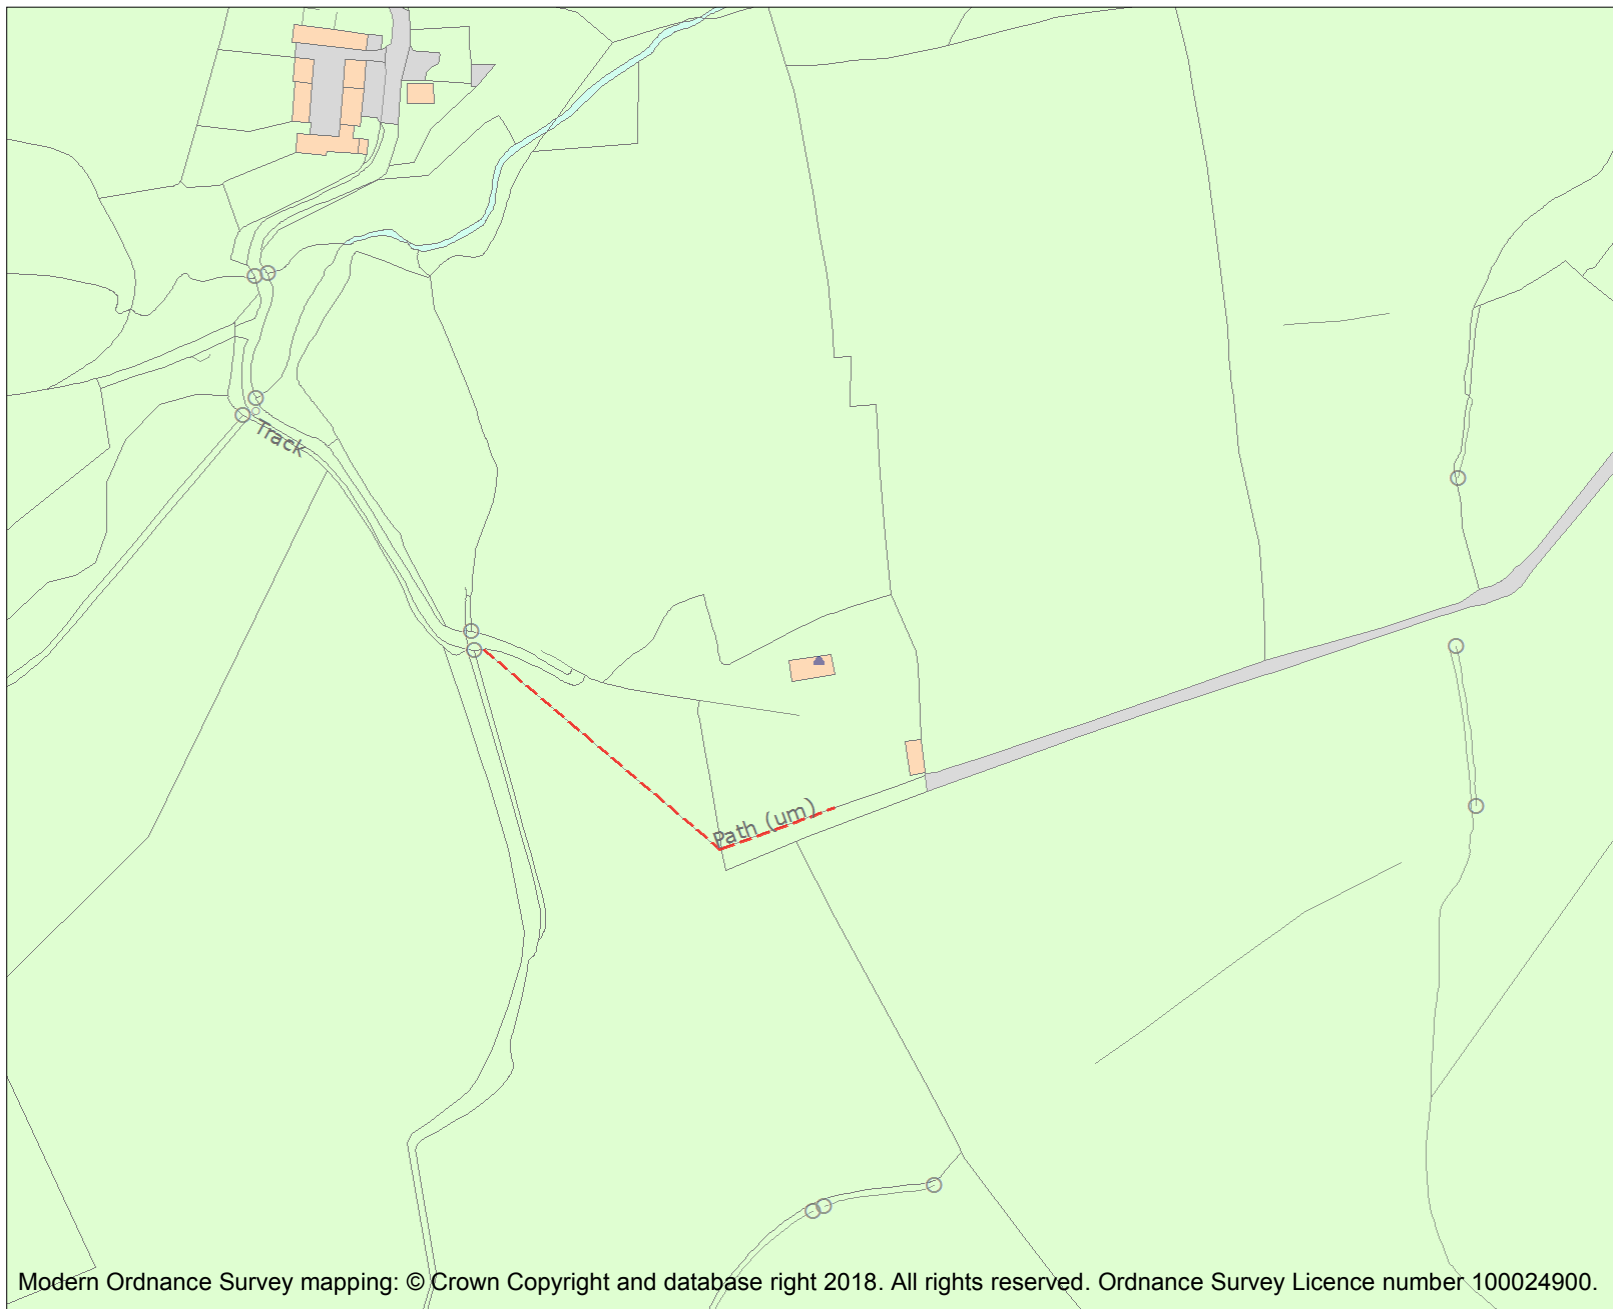 Track
Path (um)
Modern Ordnance Survey mapping: © Crown Copyright and database right 2018. All rights reserved. Ordnance Survey Licence number 100024900.